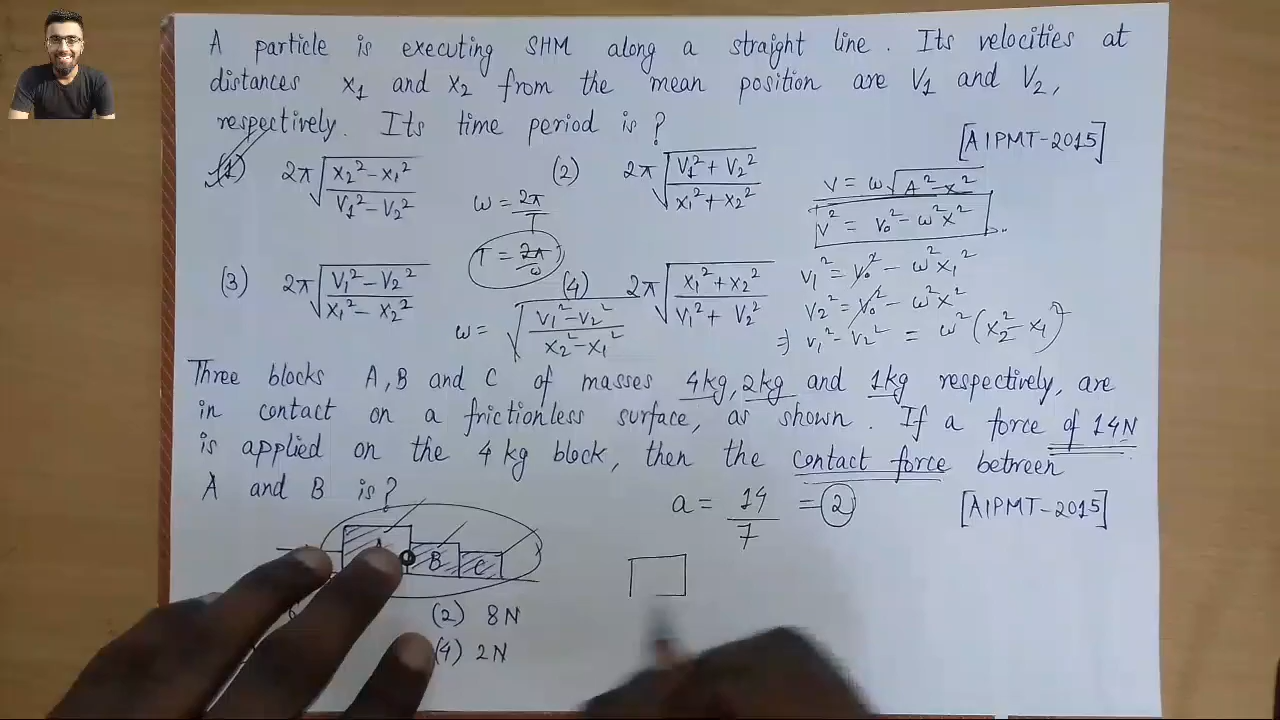 A particle is executing SHM along a straight line. Its velocities at
distances x₁ and x₂ from the mean position are V₁ and V₂,
respectively. Its time period is ?
[AIPMT-2015]
(1) 2π√((x₂²-x₁²)/(V₁²-V₂²)) (2) 2π√((V₁²+V₂²)/(x₁²+x₂²))
ω = 2π/T
T = 2π/ω
v = ω√(A²-x²)
v² = v₀² - ω²x²
(3) 2π√((V₁²-V₂²)/(x₁²-x₂²)) (4) 2π√((x₁²+x₂²)/(V₁²+V₂²))
v₁² = v₀² - ω²x₁²
v₂² = v₀² - ω²x²
ω = √((v₁²-v₂²)/(x₂²-x₁²))
⇒ v₁²-v₂² = ω²(x₂²-x₁²)
Three blocks A, B and C of masses 4kg, 2kg and 1kg respectively, are
in contact on a frictionless surface, as shown. If a force of 14N
is applied on the 4 kg block, then the contact force between
A and B is?
[AIPMT-2015]
a = 14/7 = 2
A B C
(2) 8N
(4) 2N